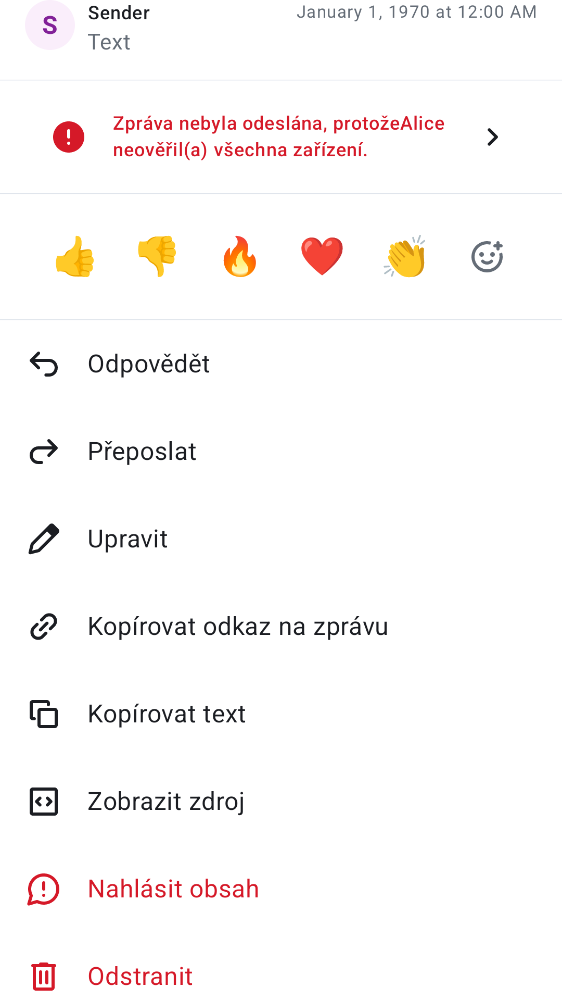 S
Sender
January 1, 1970 at 12:00 AM
Text
Zpráva nebyla odeslána, protožeAlice
neověřil(a) všechna zařízení.
Odpovědět
Přeposlat
Upravit
Kopírovat odkaz na zprávu
Kopírovat text
Zobrazit zdroj
Nahlásit obsah
Odstranit